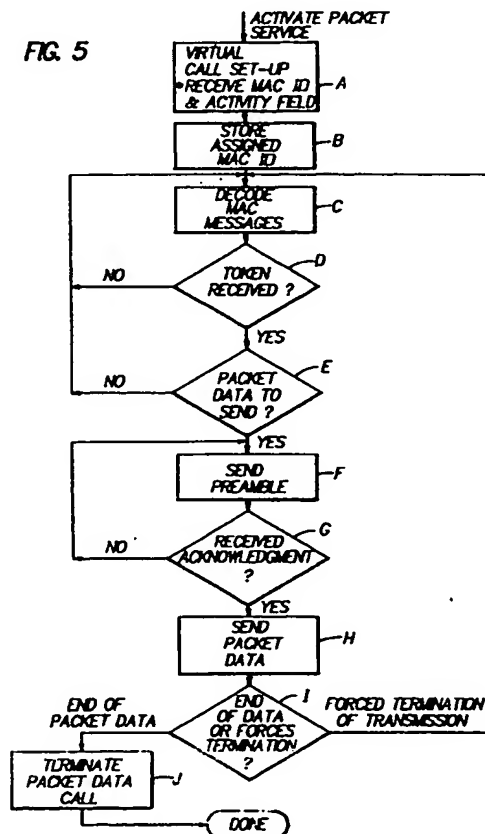 FIG. 5
ACTIVATE PACKET
SERVICE
VIRTUAL
CALL SET-UP
•RECEIVE MAC ID
& ACTIVITY FIELD
A
STORE
ASSIGNED
MAC ID
B
DECODE
MAC
MESSAGES
C
TOKEN
RECEIVED ?
D
NO
YES
PACKET
DATA TO
SEND ?
E
NO
YES
SEND
PREAMBLE
F
RECEIVED
ACKNOWLEDGMENT
?
G
NO
YES
SEND
PACKET
DATA
H
END
OF DATA
OR FORCES
TERMINATION
?
I
END OF
PACKET DATA
FORCED TERMINATION
OF TRANSMISSION
TERMINATE
PACKET DATA
CALL
J
DONE